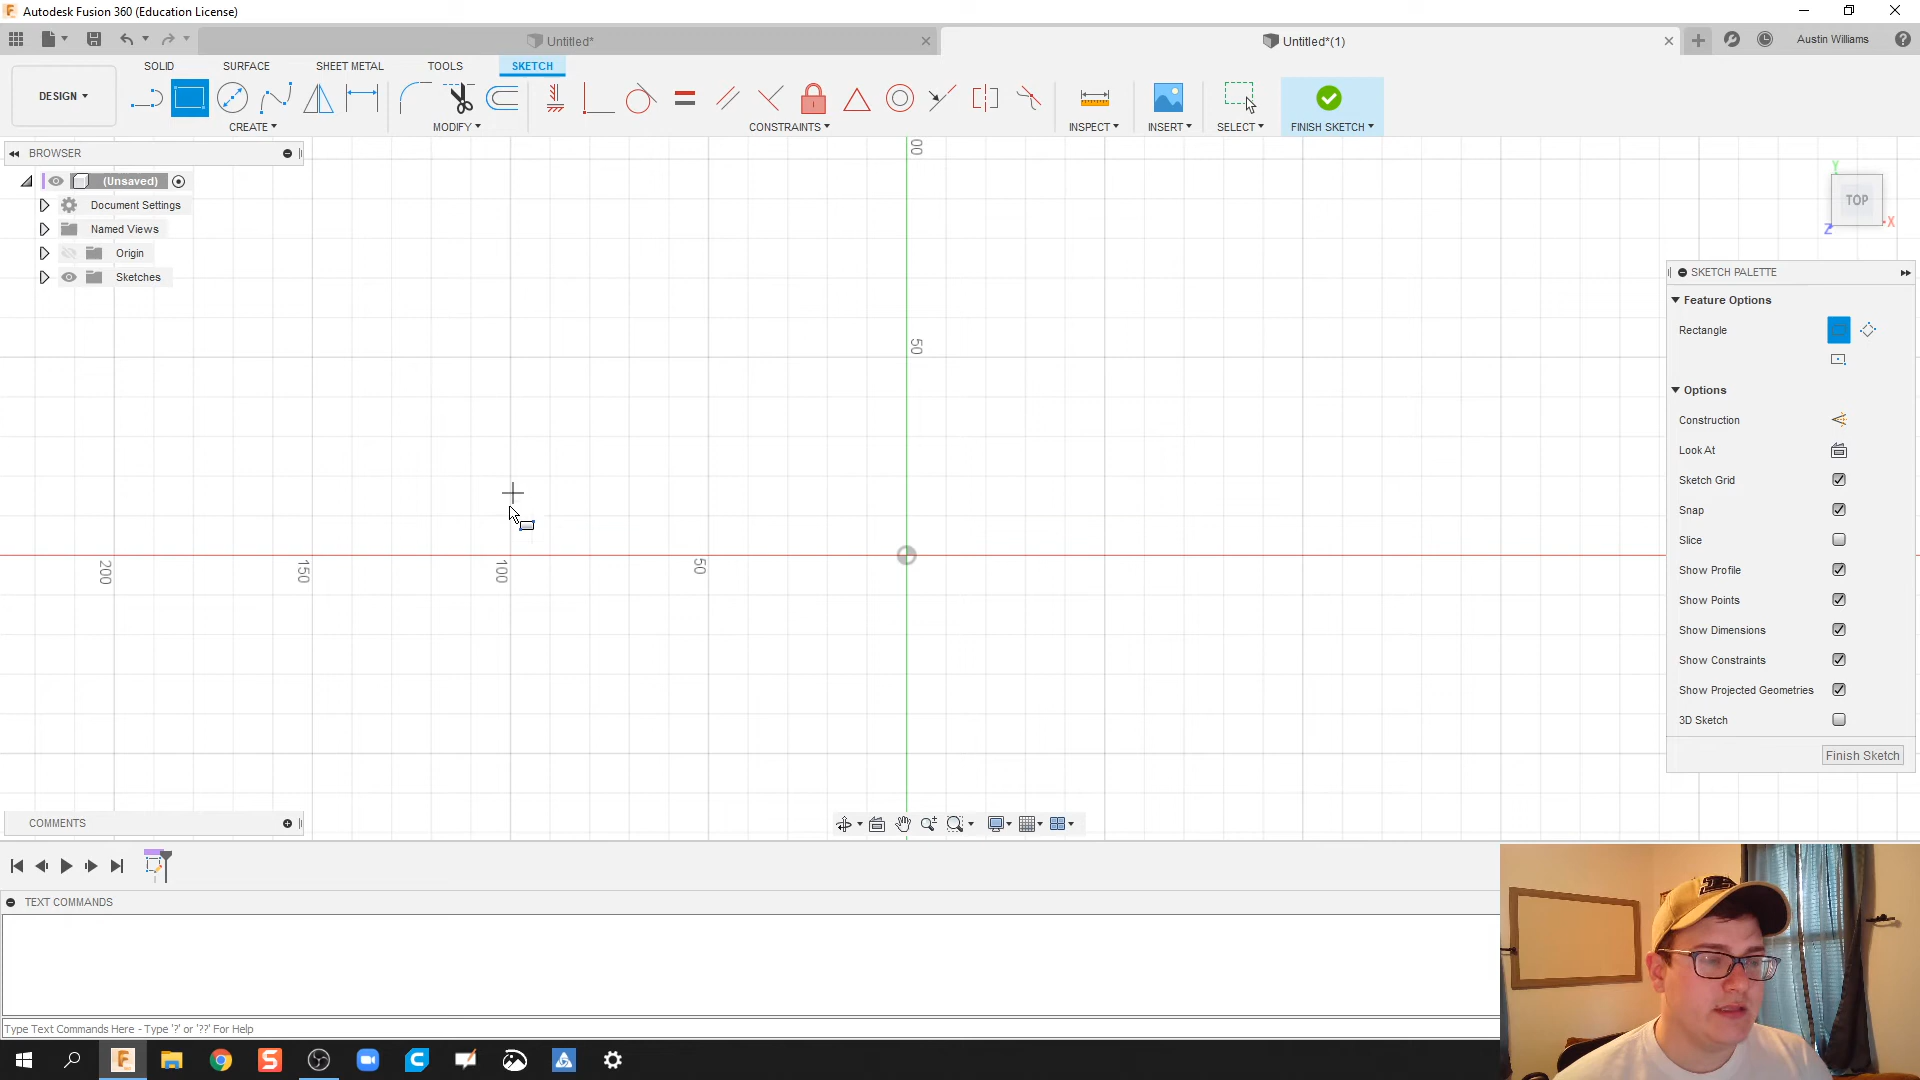 Autodesk Fusion 360 (Education License)
Untitled*
Untitled*(1)
Austin Williams
DESIGN
SOLID
SURFACE
SHEET METAL
TOOLS
SKETCH
CREATE
MODIFY
CONSTRAINTS
INSPECT
INSERT
SELECT
FINISH SKETCH
BROWSER
(Unsaved)
Document Settings
Named Views
Origin
Sketches
00
50
200
150
100
50
Y
TOP
X
Z
SKETCH PALETTE
Feature Options
Rectangle
Options
Construction
Look At
Sketch Grid
Snap
Slice
Show Profile
Show Points
Show Dimensions
Show Constraints
Show Projected Geometries
3D Sketch
Finish Sketch
COMMENTS
TEXT COMMANDS
Type Text Commands Here - Type '?' or '??' For Help